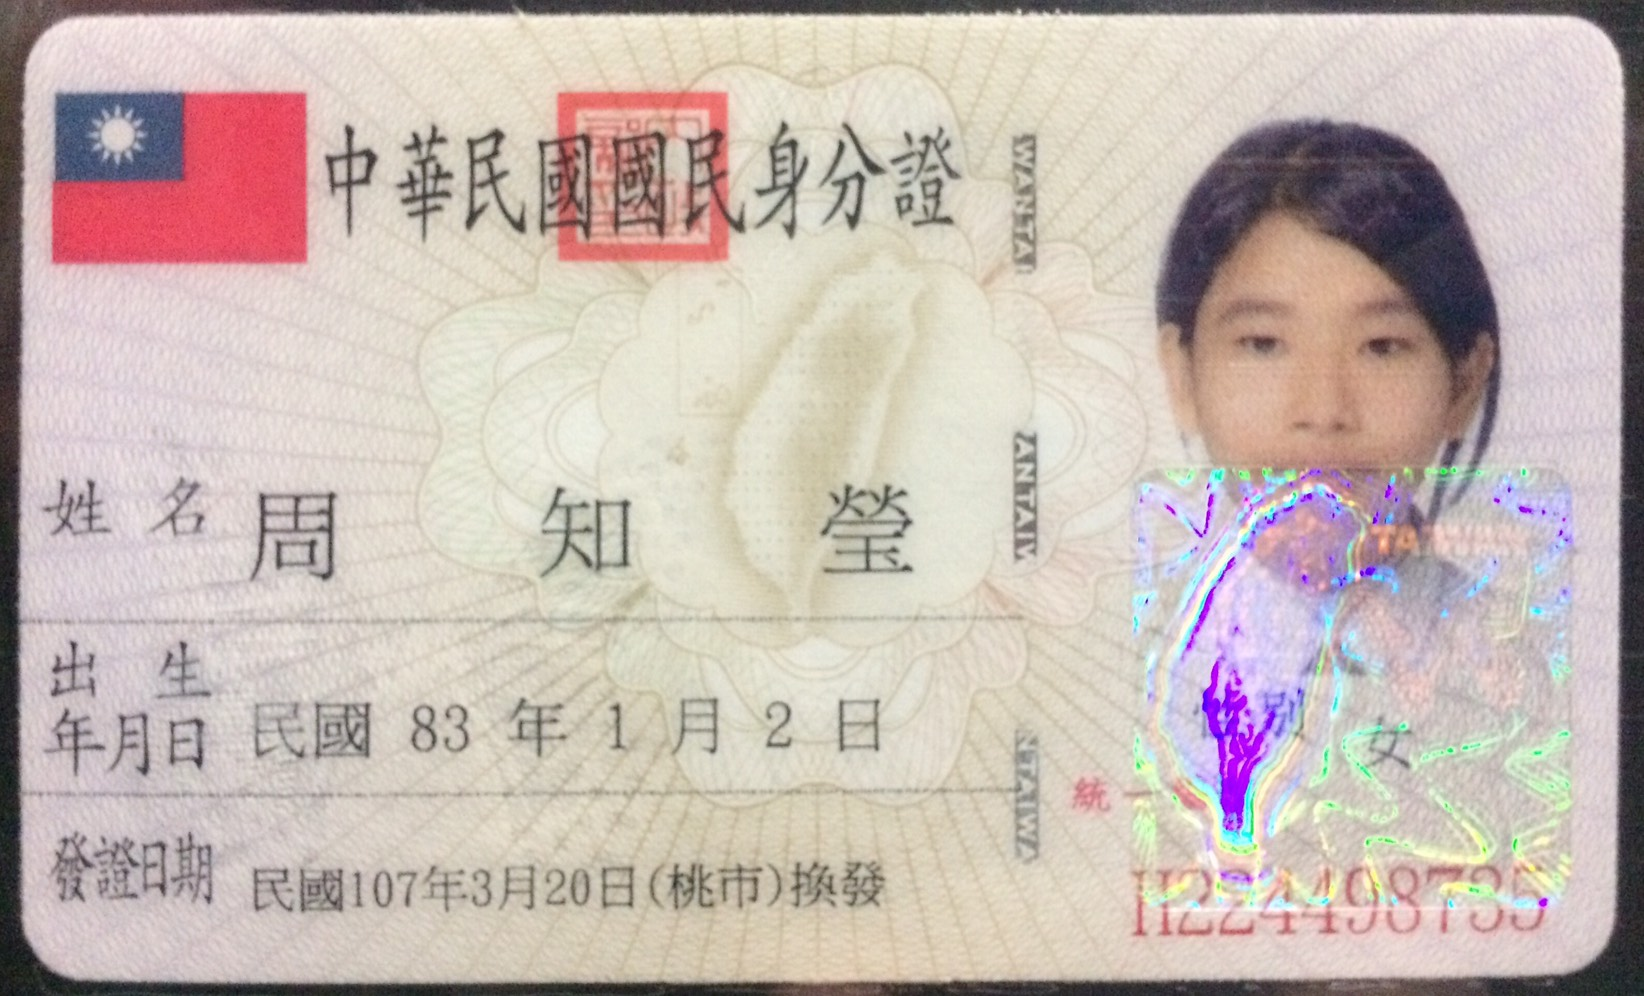 中華民國國民身分證
姓名 周知瑩
出生年月日 民國 83 年 1 月 2 日
性別 女
發證日期 民國107年3月20日(桃市)換發
統一
H224498735
TAIWAN